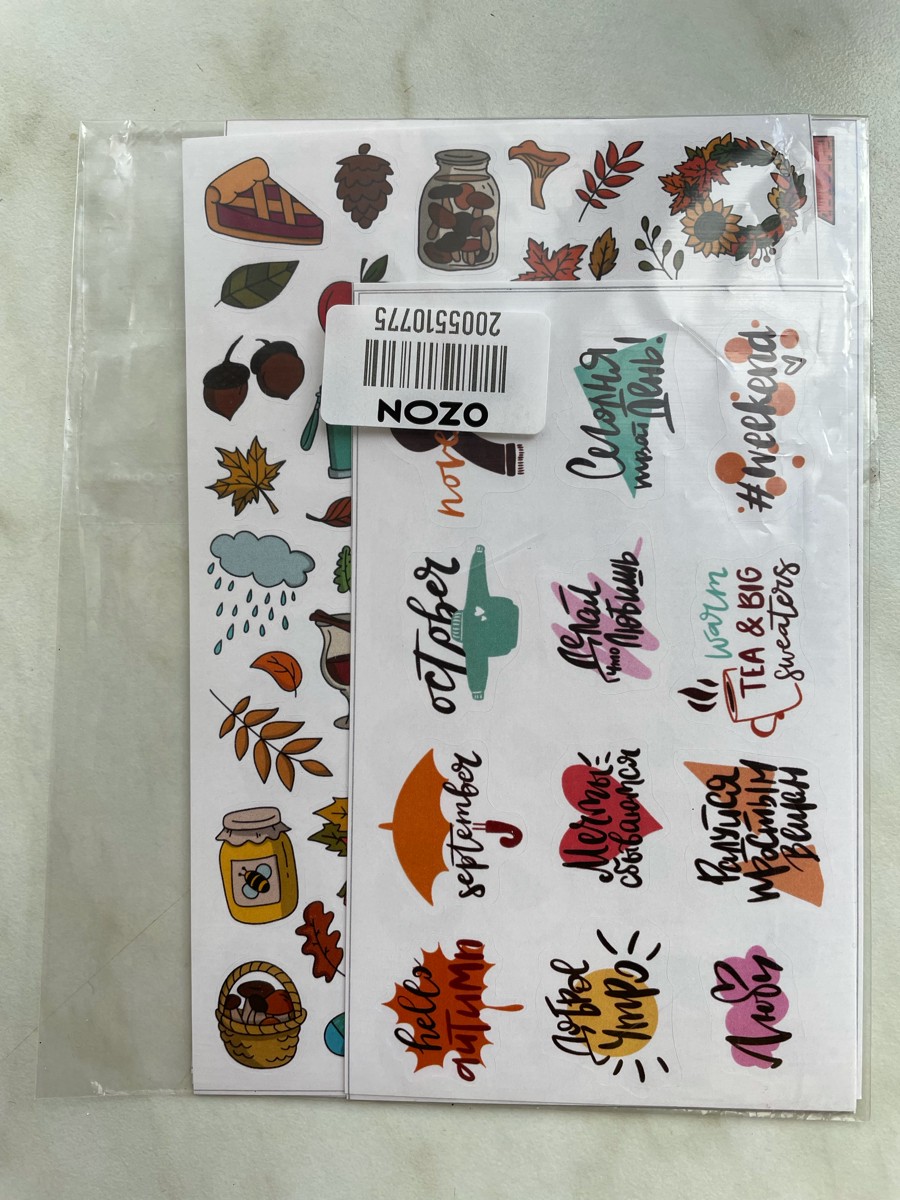 OZON
2005510775
hello
autumn
september
october
nove
Доброе
утро
Мечты
сбываются
Делай
что любишь
Сегодня
твой День!
Люблю
Радуйся
простым
вещам
warm
TEA & BIG
sweaters
#weekend